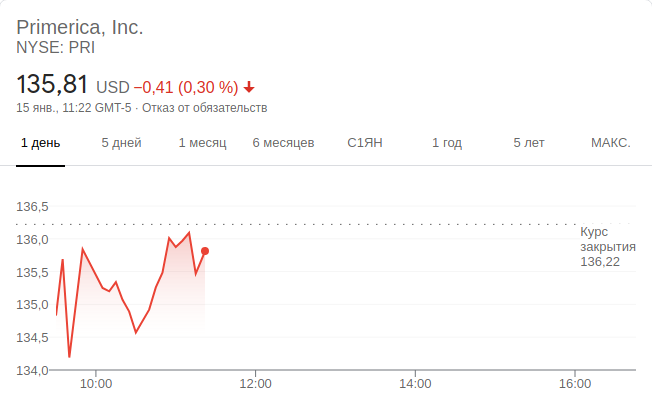 Primerica, Inc.
NYSE: PRI
135,81 USD −0,41 (0,30 %)
15 янв., 11:22 GMT-5 · Отказ от обязательств
1 день 5 дней 1 месяц 6 месяцев С1ЯН 1 год 5 лет МАКС.
136,5
136,0
135,5
135,0
134,5
134,0
Курс
закрытия
136,22
10:00 12:00 14:00 16:00